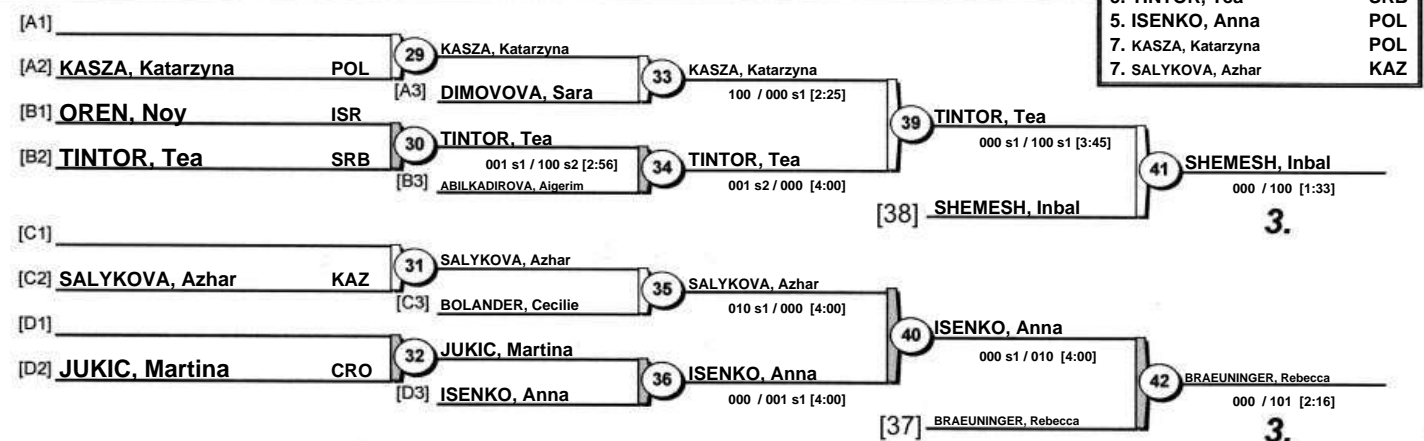 5. TINTOR, Tea SRB
5. ISENKO, Anna POL
7. KASZA, Katarzyna POL
7. SALYKOVA, Azhar KAZ
[A1]
[A2] KASZA, Katarzyna POL
29
KASZA, Katarzyna
[A3] DIMOVOVA, Sara
33
KASZA, Katarzyna
100 / 000 s1 [2:25]
[B1] OREN, Noy ISR
[B2] TINTOR, Tea SRB
30
TINTOR, Tea
001 s1 / 100 s2 [2:56]
[B3] ABILKADIROVA, Aigerim
34
TINTOR, Tea
001 s2 / 000 [4:00]
39
TINTOR, Tea
000 s1 / 100 s1 [3:45]
[38] SHEMESH, Inbal
41
SHEMESH, Inbal
000 / 100 [1:33]
3.
[C1]
[C2] SALYKOVA, Azhar KAZ
31
SALYKOVA, Azhar
[C3] BOLANDER, Cecilie
35
SALYKOVA, Azhar
010 s1 / 000 [4:00]
[D1]
[D2] JUKIC, Martina CRO
32
JUKIC, Martina
[D3] ISENKO, Anna
36
ISENKO, Anna
000 / 001 s1 [4:00]
40
ISENKO, Anna
000 s1 / 010 [4:00]
[37] BRAEUNINGER, Rebecca
42
BRAEUNINGER, Rebecca
000 / 101 [2:16]
3.